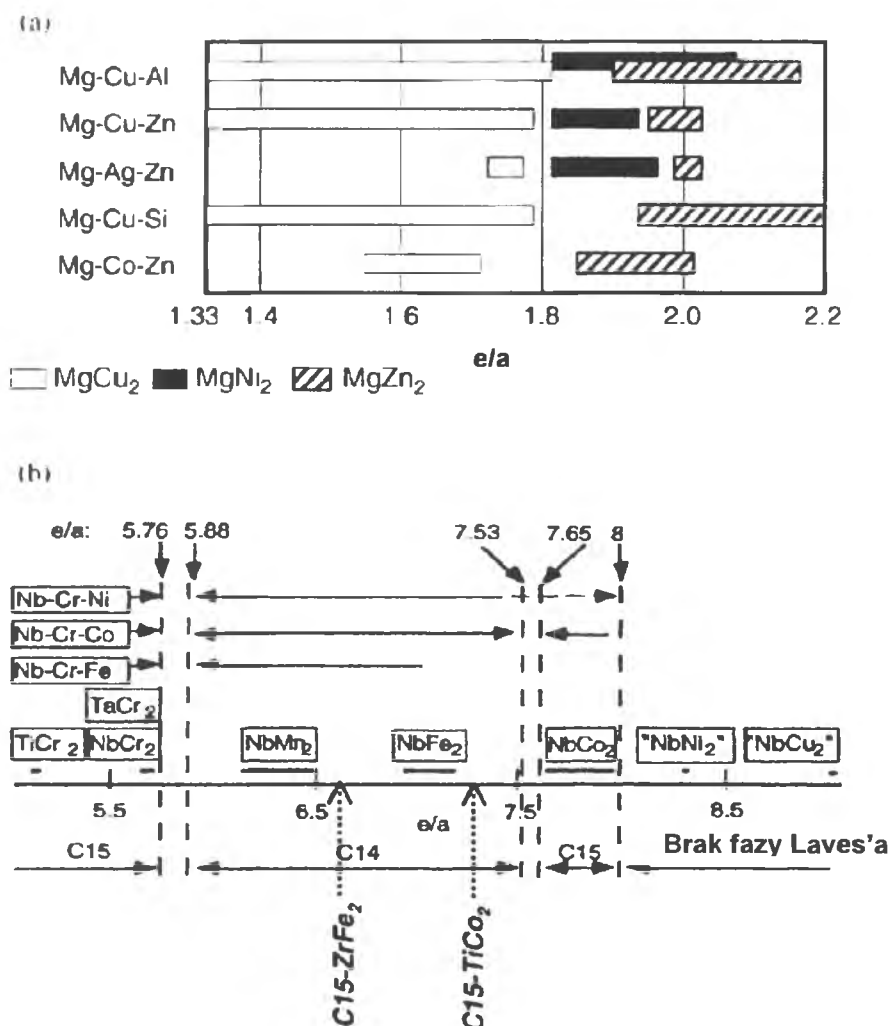 (a)
Mg-Cu-Al
Mg-Cu-Zn
Mg-Ag-Zn
Mg-Cu-Si
Mg-Co-Zn
1.33 1.4 1.6 1.8 2.0 2.2
e/a
MgCu2 MgNi2 MgZn2
(b)
e/a: 5.76 5.88 7.53 7.65 8
Nb-Cr-Ni
Nb-Cr-Co
Nb-Cr-Fe
TaCr2
TiCr2 NbCr2 NbMn2 NbFe2 NbCo2 "NbNi2" "NbCu2"
5.5 6.5 e/a 7.5 8.5
C15 C14 C15 Brak fazy Laves'a
C15-ZrFe2
C15-TiCo2